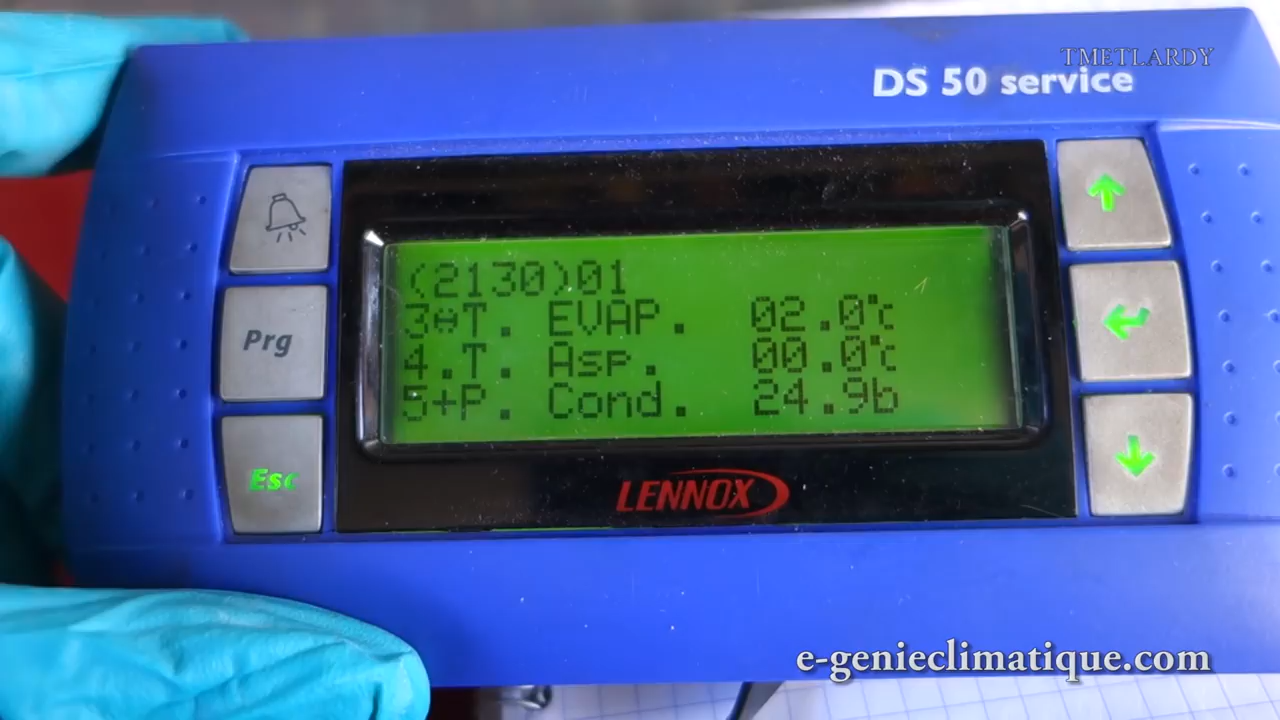 TMETLARDY
DS 50 service
(2130)01
3⇔T. EVAP. 02.0°c
4.T. Asp. 00.0°c
5+P. Cond. 24.9b
Prg
Esc
LENNOX
e-genieclimatique.com